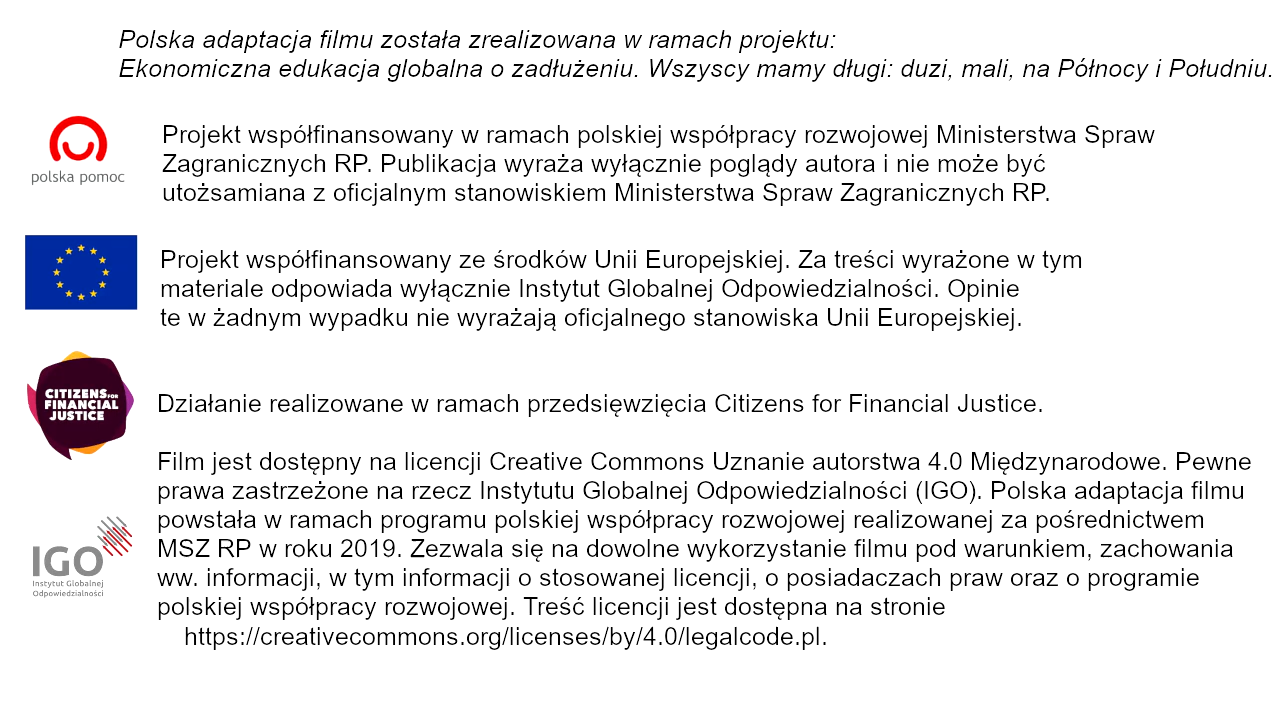 Polska adaptacja filmu została zrealizowana w ramach projektu:
Ekonomiczna edukacja globalna o zadłużeniu. Wszyscy mamy długi: duzi, mali, na Północy i Południu.
polska pomoc
Projekt współfinansowany w ramach polskiej współpracy rozwojowej Ministerstwa Spraw
Zagranicznych RP. Publikacja wyraża wyłącznie poglądy autora i nie może być
utożsamiana z oficjalnym stanowiskiem Ministerstwa Spraw Zagranicznych RP.
Projekt współfinansowany ze środków Unii Europejskiej. Za treści wyrażone w tym
materiale odpowiada wyłącznie Instytut Globalnej Odpowiedzialności. Opinie
te w żadnym wypadku nie wyrażają oficjalnego stanowiska Unii Europejskiej.
CITIZENS FOR
FINANCIAL
JUSTICE
Działanie realizowane w ramach przedsięwzięcia Citizens for Financial Justice.
Film jest dostępny na licencji Creative Commons Uznanie autorstwa 4.0 Międzynarodowe. Pewne
prawa zastrzeżone na rzecz Instytutu Globalnej Odpowiedzialności (IGO). Polska adaptacja filmu
powstała w ramach programu polskiej współpracy rozwojowej realizowanej za pośrednictwem
MSZ RP w roku 2019. Zezwala się na dowolne wykorzystanie filmu pod warunkiem, zachowania
ww. informacji, w tym informacji o stosowanej licencji, o posiadaczach praw oraz o programie
polskiej współpracy rozwojowej. Treść licencji jest dostępna na stronie
https://creativecommons.org/licenses/by/4.0/legalcode.pl.
IGO
Instytut Globalnej
Odpowiedzialności